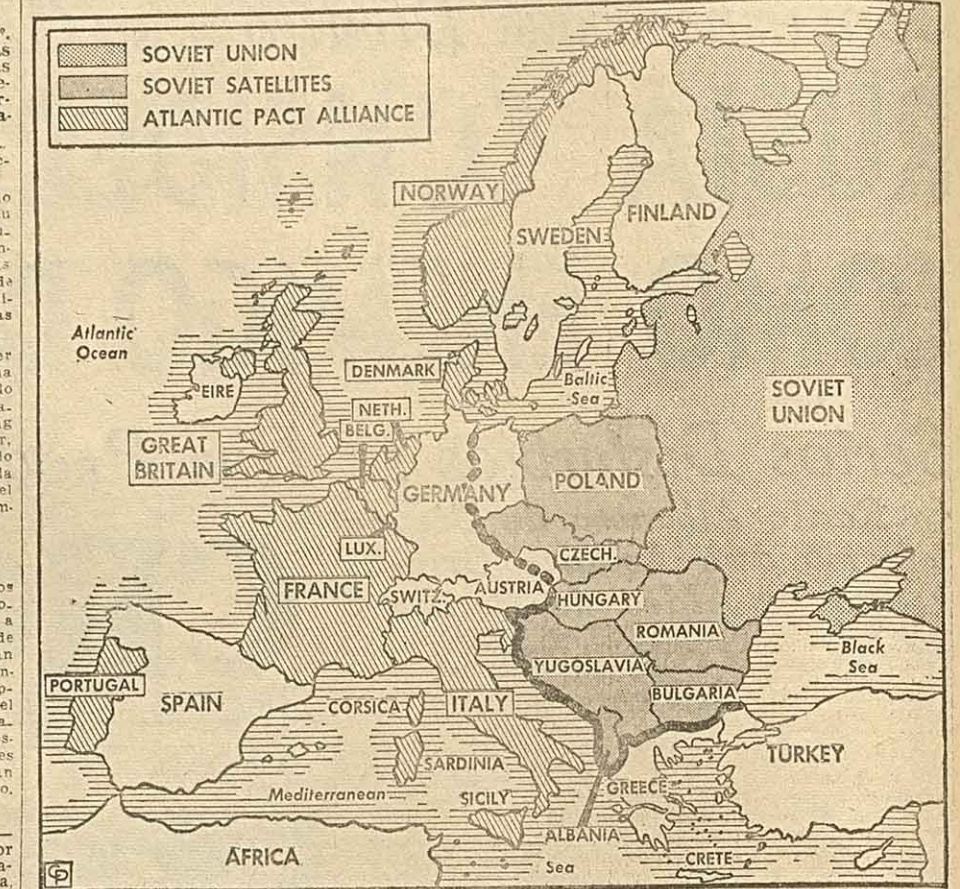 SOVIET UNION
SOVIET SATELLITES
ATLANTIC PACT ALLIANCE
NORWAY
FINLAND
SWEDEN
Atlantic
Ocean
DENMARK
EIRE
Baltic
Sea
SOVIET
UNION
NETH.
BELG.
GREAT
BRITAIN
GERMANY
POLAND
LUX.
CZECH.
FRANCE
SWITZ.
AUSTRIA
HUNGARY
ROMANIA
Black
Sea
YUGOSLAVIA
PORTUGAL
SPAIN
CORSICA
ITALY
BULGARIA
TURKEY
SARDINIA
GREECE
Mediterranean
SICILY
ALBANIA
AFRICA
Sea
CRETE
CP